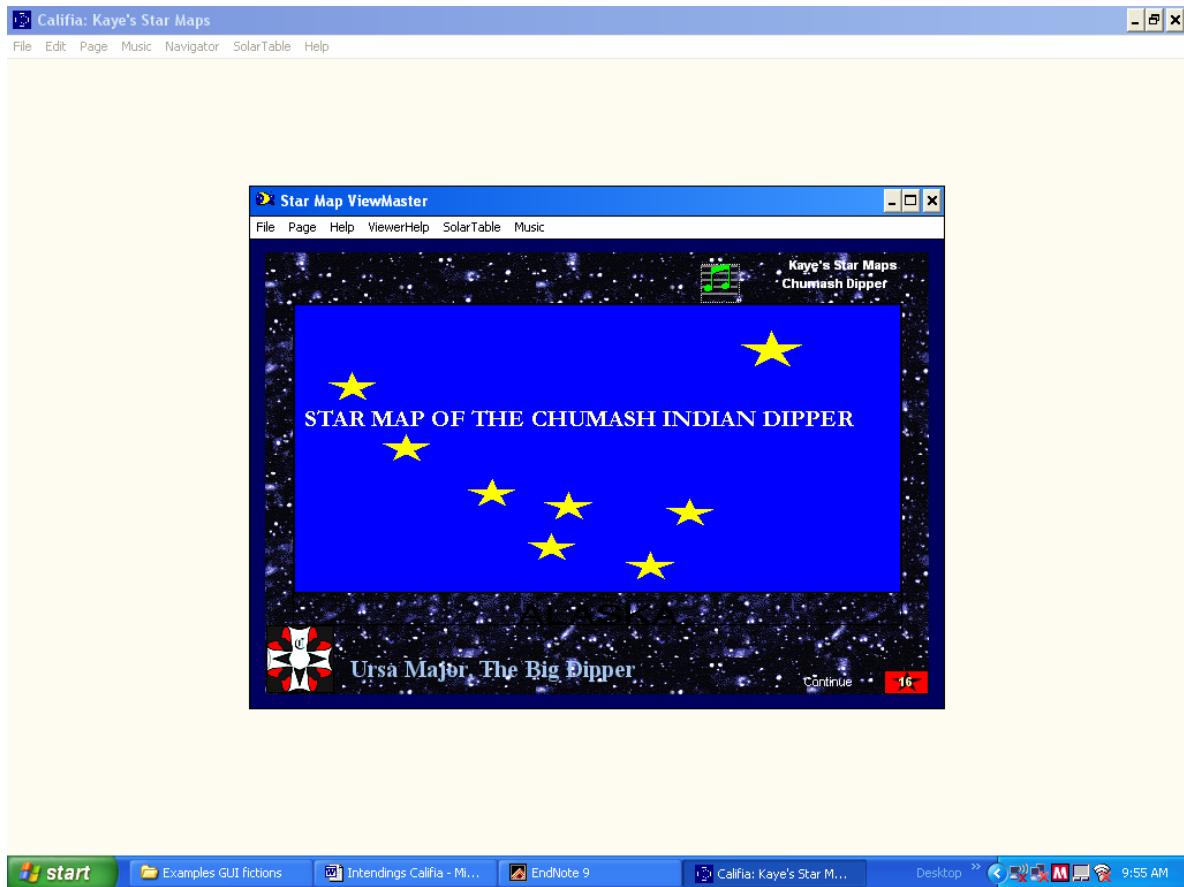 Califia: Kaye's Star Maps
File Edit Page Music Navigator SolarTable Help
Star Map ViewMaster
File Page Help ViewerHelp SolarTable Music
Kaye's Star Maps
Chumash Dipper
STAR MAP OF THE CHUMASH INDIAN DIPPER
ALASKA
C
Ursa Major, The Big Dipper
Continue
16
start
Examples GUI fictions
Intendings Califia - Mi...
EndNote 9
Califia: Kaye's Star M...
Desktop »
M
9:55 AM